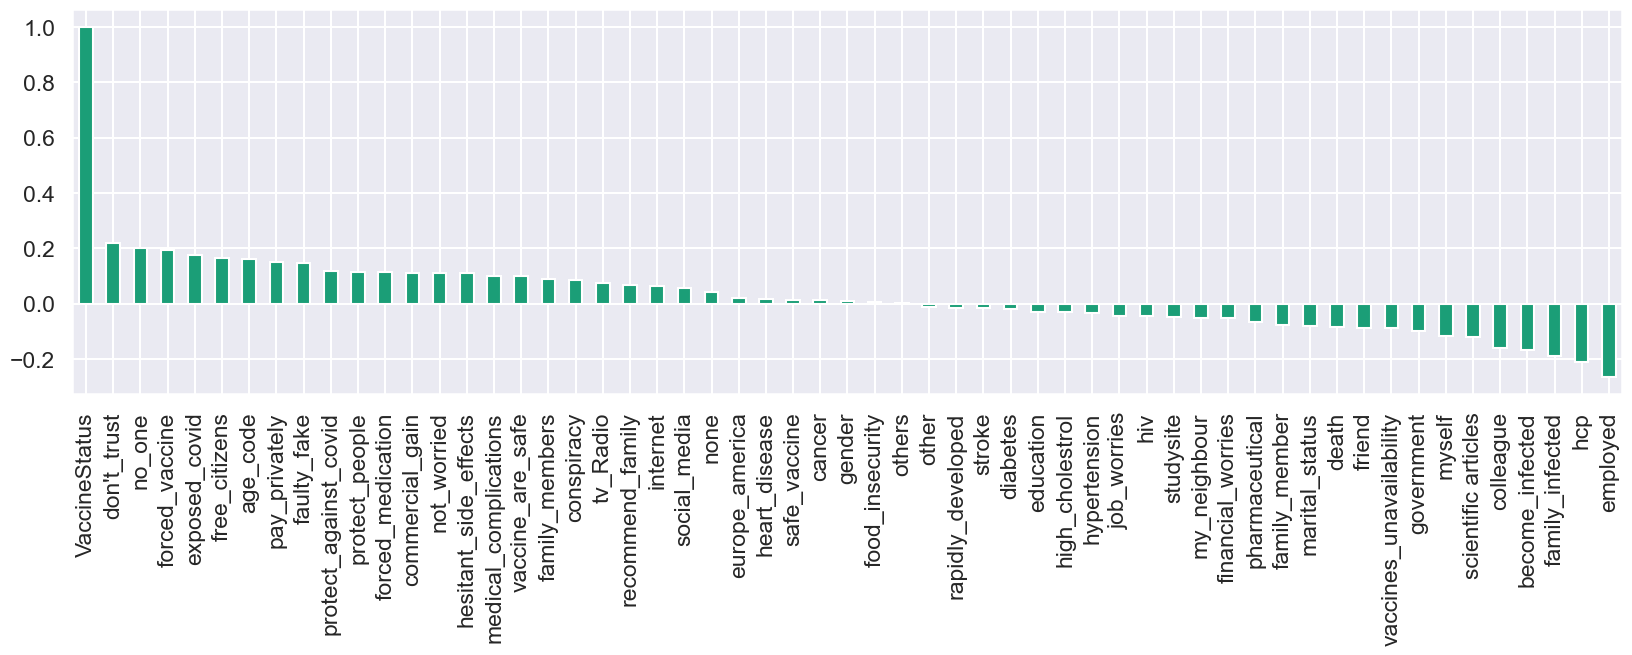 1.0
0.8
0.6
0.4
0.2
0.0
−0.2
VaccineStatus
don't_trust
no_one
forced_vaccine
exposed_covid
free_citizens
age_code
pay_privately
faulty_fake
protect_against_covid
protect_people
forced_medication
commercial_gain
not_worried
hesitant_side_effects
medical_complications
vaccine_are_safe
family_members
conspiracy
tv_Radio
recommend_family
internet
social_media
none
europe_america
heart_disease
safe_vaccine
cancer
gender
food_insecurity
others
other
rapidly_developed
stroke
diabetes
education
high_cholestrol
hypertension
job_worries
hiv
studysite
my_neighbour
financial_worries
pharmaceutical
family_member
marital_status
death
friend
vaccines_unavailability
government
myself
scientific articles
colleague
become_infected
family_infected
hcp
employed